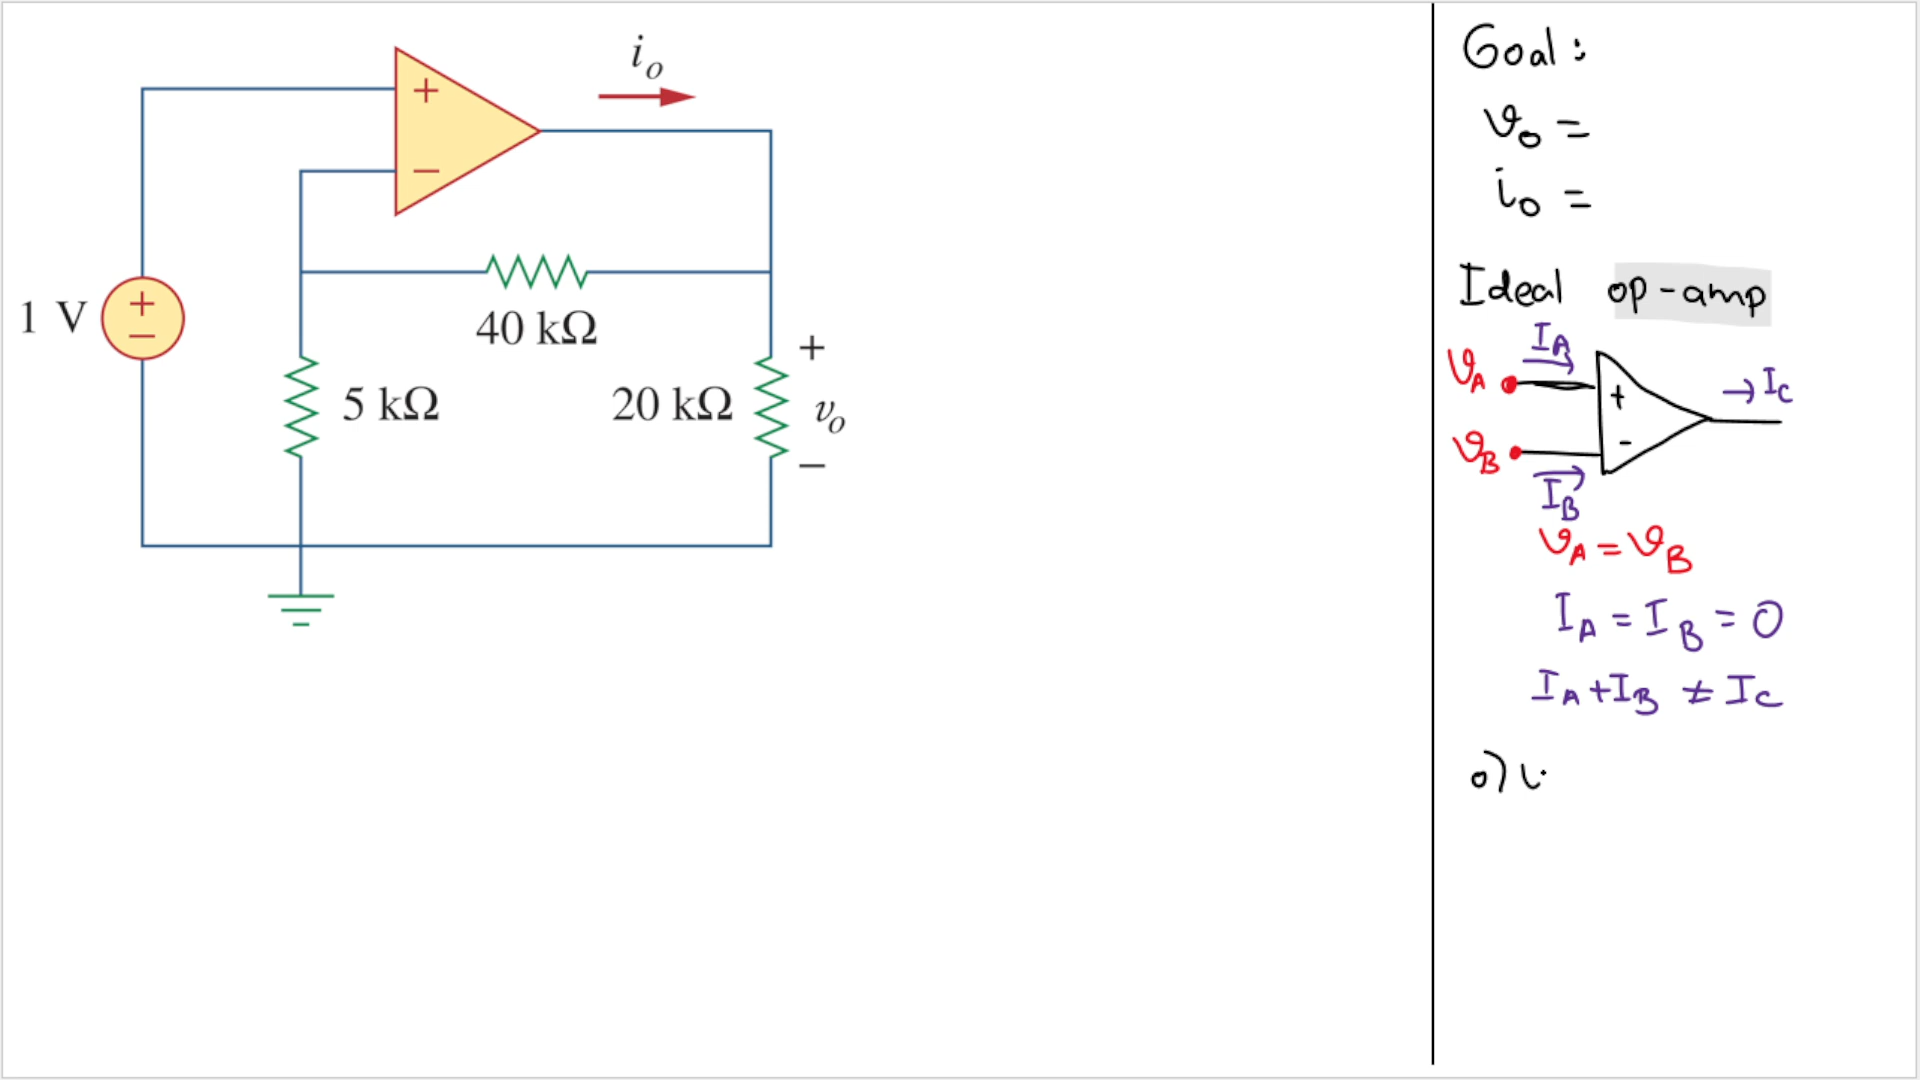 i_o
+
−
1 V
+
−
40 kΩ
5 kΩ
20 kΩ
+
v_o
−
Goal:
v_o =
i_o =
Ideal op-amp
I_A
V_A
+
→ I_C
V_B
-
I_B
V_A = V_B
I_A = I_B = 0
I_A + I_B ≠ I_C